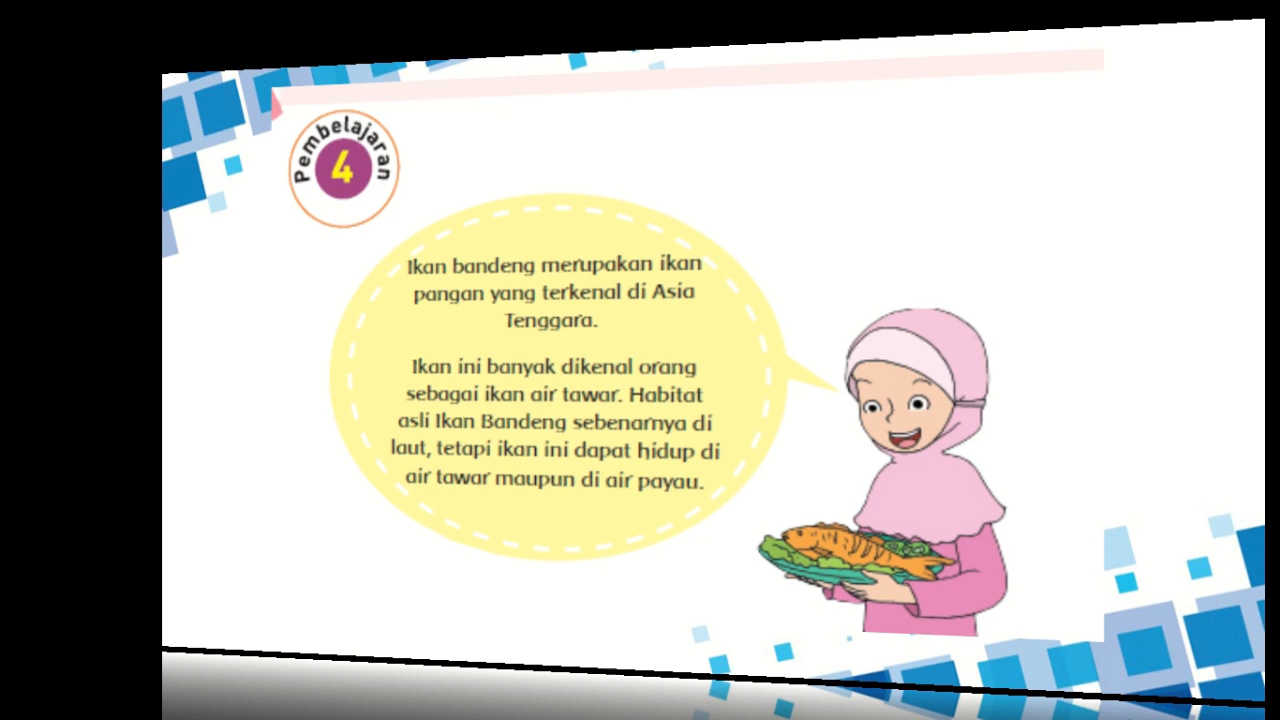 Pembelajaran
4
Ikan bandeng merupakan ikan
pangan yang terkenal di Asia
Tenggara.
Ikan ini banyak dikenal orang
sebagai ikan air tawar. Habitat
asli Ikan Bandeng sebenarnya di
laut, tetapi ikan ini dapat hidup di
air tawar maupun di air payau.